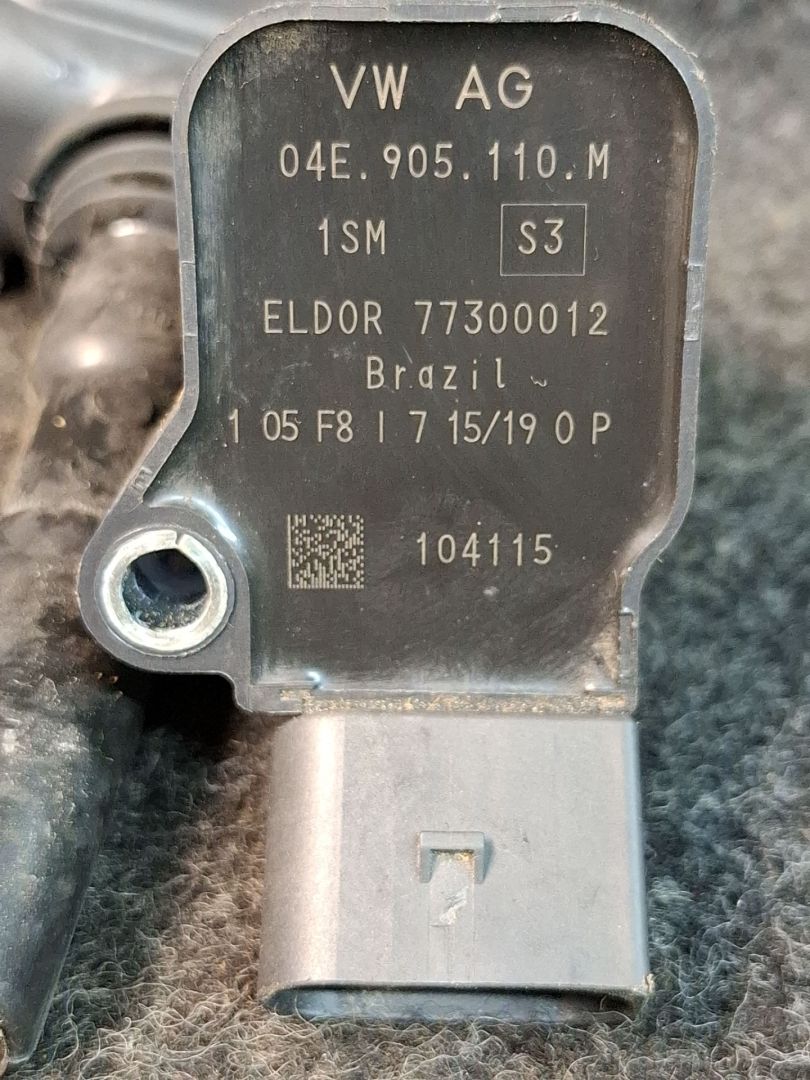 VW AG
04E.905.110.M
1SM S3
ELDOR 77300012
Brazil ~
1 05 F8 I 7 15/19 0 P
104115